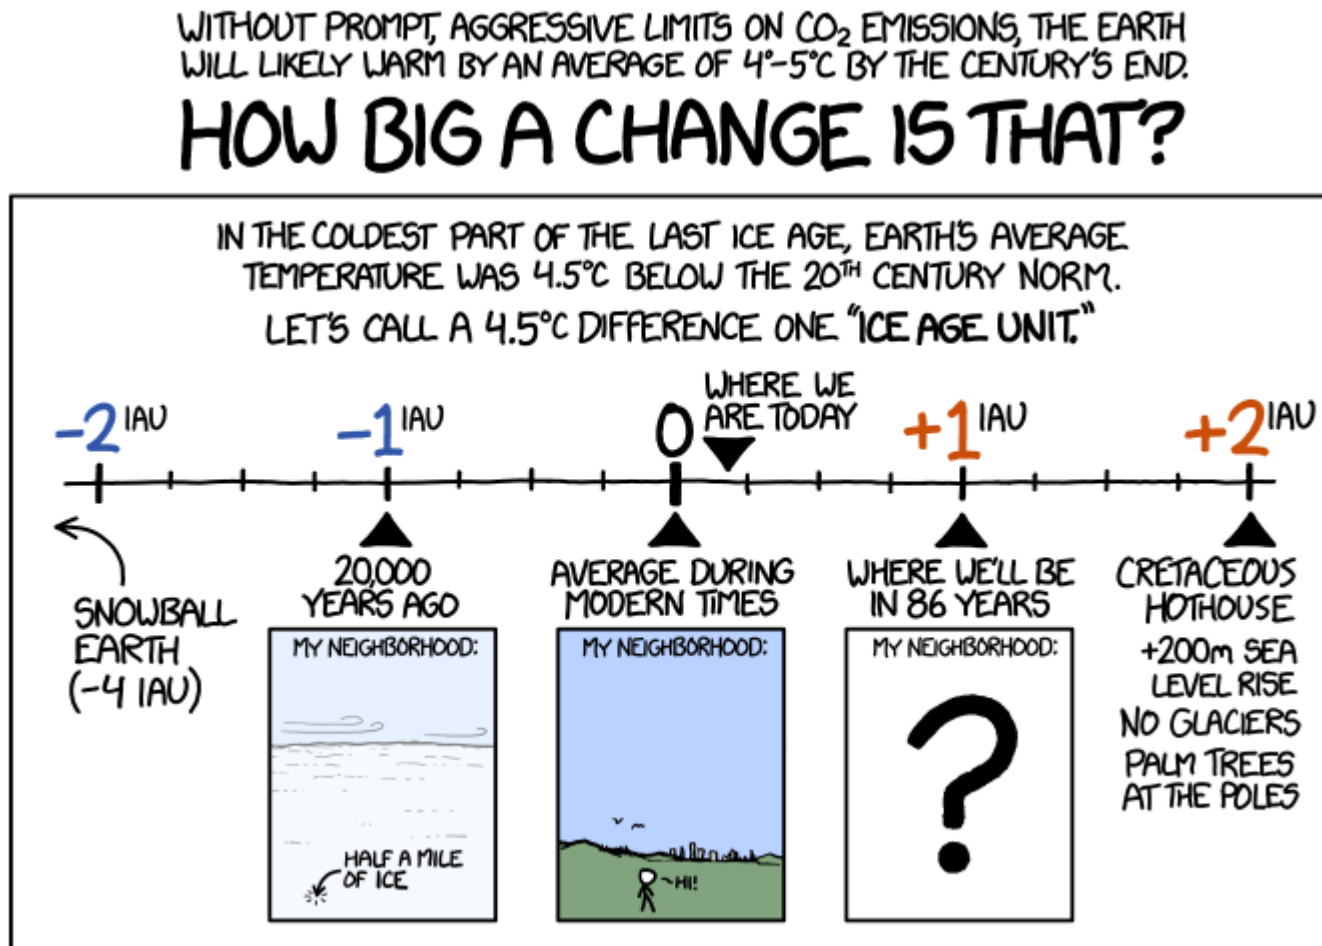 WITHOUT PROMPT, AGGRESSIVE LIMITS ON CO₂ EMISSIONS, THE EARTH
WILL LIKELY WARM BY AN AVERAGE OF 4°-5°C BY THE CENTURY'S END.
HOW BIG A CHANGE IS THAT?
IN THE COLDEST PART OF THE LAST ICE AGE, EARTH'S AVERAGE
TEMPERATURE WAS 4.5°C BELOW THE 20TH CENTURY NORM.
LET'S CALL A 4.5°C DIFFERENCE ONE "ICE AGE UNIT."
-2 IAU
-1 IAU
0
WHERE WE
ARE TODAY
+1 IAU
+2 IAU
SNOWBALL
EARTH
(-4 IAU)
20,000
YEARS AGO
MY NEIGHBORHOOD:
HALF A MILE
OF ICE
AVERAGE DURING
MODERN TIMES
MY NEIGHBORHOOD:
HI!
WHERE WE'LL BE
IN 86 YEARS
MY NEIGHBORHOOD:
?
CRETACEOUS
HOTHOUSE
+200m SEA
LEVEL RISE
NO GLACIERS
PALM TREES
AT THE POLES